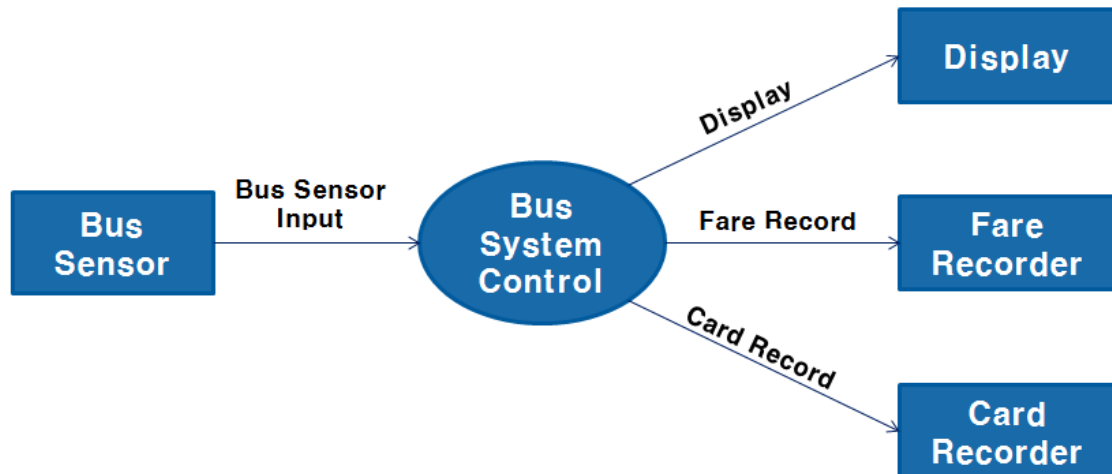 Bus
Sensor
Bus Sensor
Input
Bus
System
Control
Display
Display
Fare Record
Fare
Recorder
Card Record
Card
Recorder